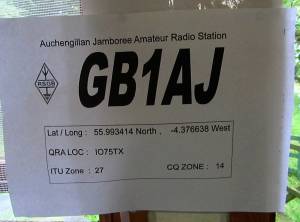 Auchengillan Jamboree Amateur Radio Station
GB1AJ
RSGB
Lat / Long : 55.993414 North , -4.376638 West
QRA LOC : IO75TX
ITU Zone : 27 CQ ZONE : 14